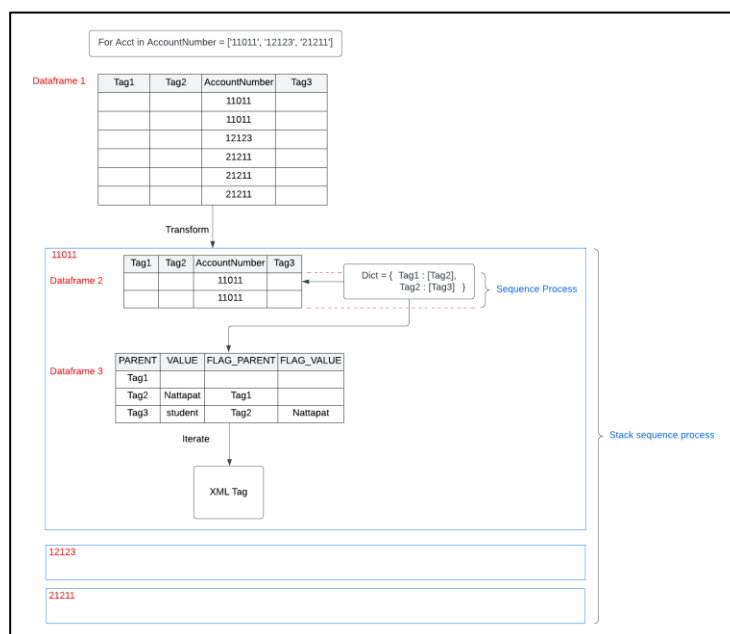 For Acct in AccountNumber = ['11011', '12123', '21211']
Dataframe 1
Tag1 Tag2 AccountNumber Tag3
11011
11011
12123
21211
21211
21211
Transform
11011
Dataframe 2
Tag1 Tag2 AccountNumber Tag3
11011
11011
Dict = { Tag1 : [Tag2],
Tag2 : [Tag3] }
Sequence Process
Dataframe 3
PARENT VALUE FLAG_PARENT FLAG_VALUE
Tag1
Tag2 Nattapat Tag1
Tag3 student Tag2 Nattapat
Iterate
XML Tag
Stack sequence process
12123
21211